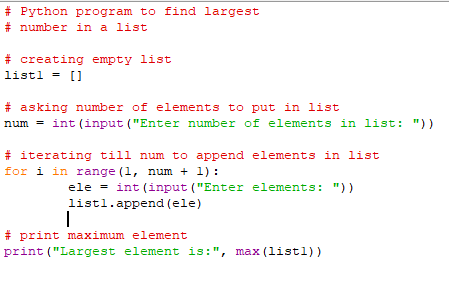 # Python program to find largest
# number in a list
# creating empty list
list1 = []
# asking number of elements to put in list
num = int(input("Enter number of elements in list: "))
# iterating till num to append elements in list
for i in range(1, num + 1):
        ele = int(input("Enter elements: "))
        list1.append(ele)
# print maximum element
print("Largest element is:", max(list1))